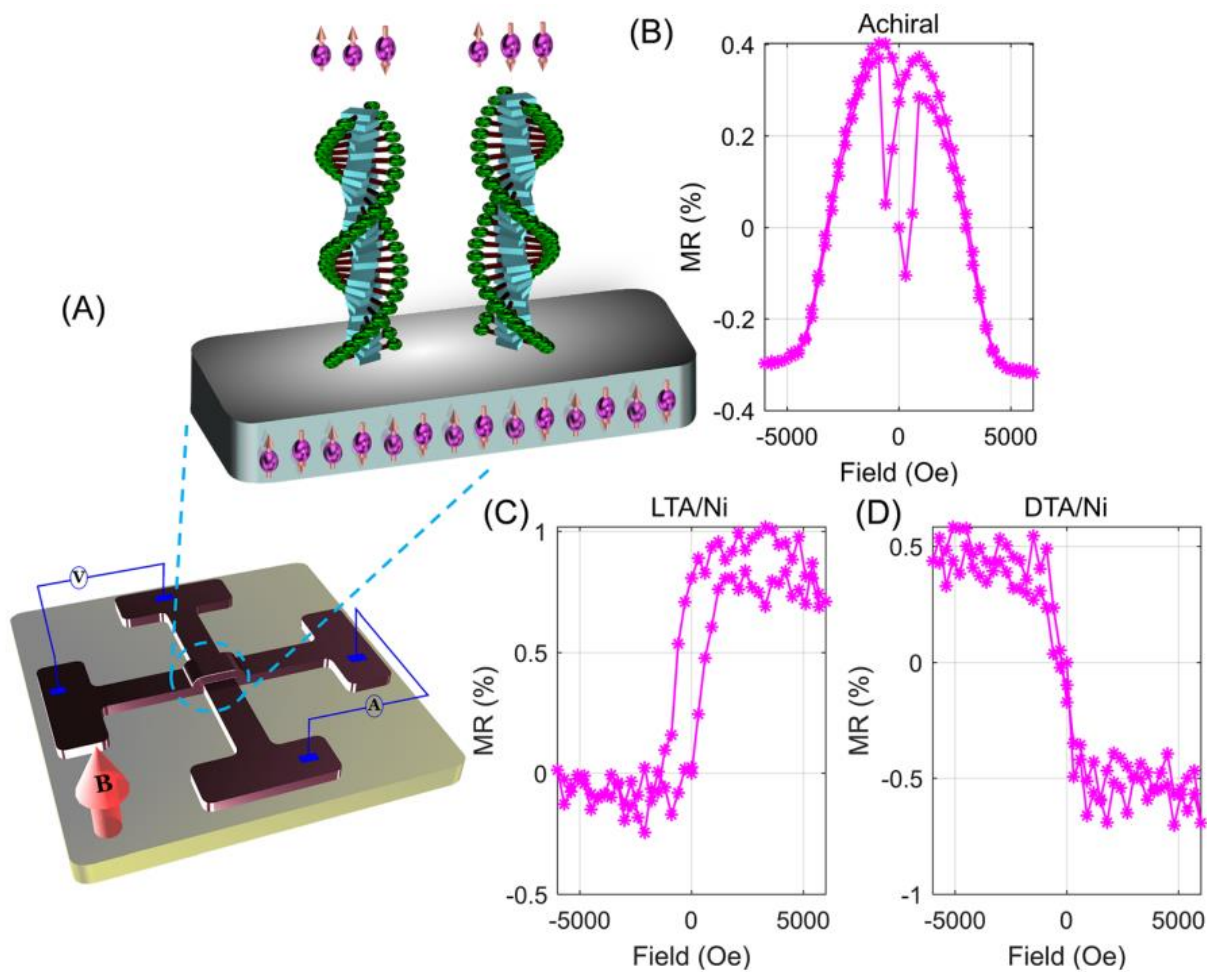 (A)
V
A
B
(B)
Achiral
0.4
0.2
0
-0.2
-0.4
MR (%)
-5000 0 5000
Field (Oe)
(C)
LTA/Ni
1
0.5
0
-0.5
MR (%)
-5000 0 5000
Field (Oe)
(D)
DTA/Ni
0.5
0
-0.5
-1
MR (%)
-5000 0 5000
Field (Oe)